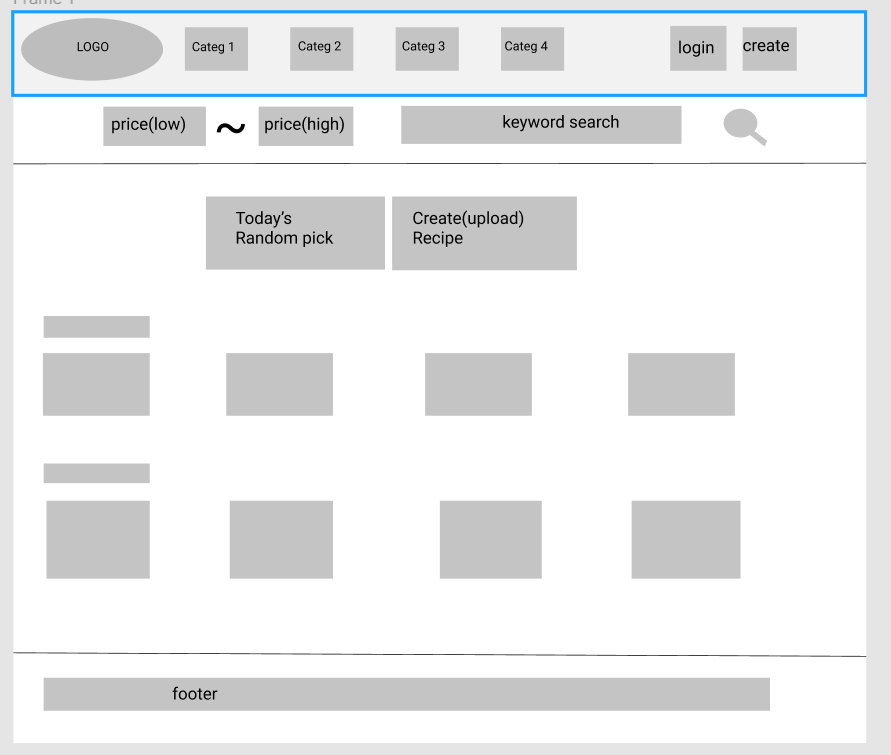 Frame 1
LOGO
Categ 1
Categ 2
Categ 3
Categ 4
login
create
price(low)
~
price(high)
keyword search
Today's
Random pick
Create(upload)
Recipe
footer